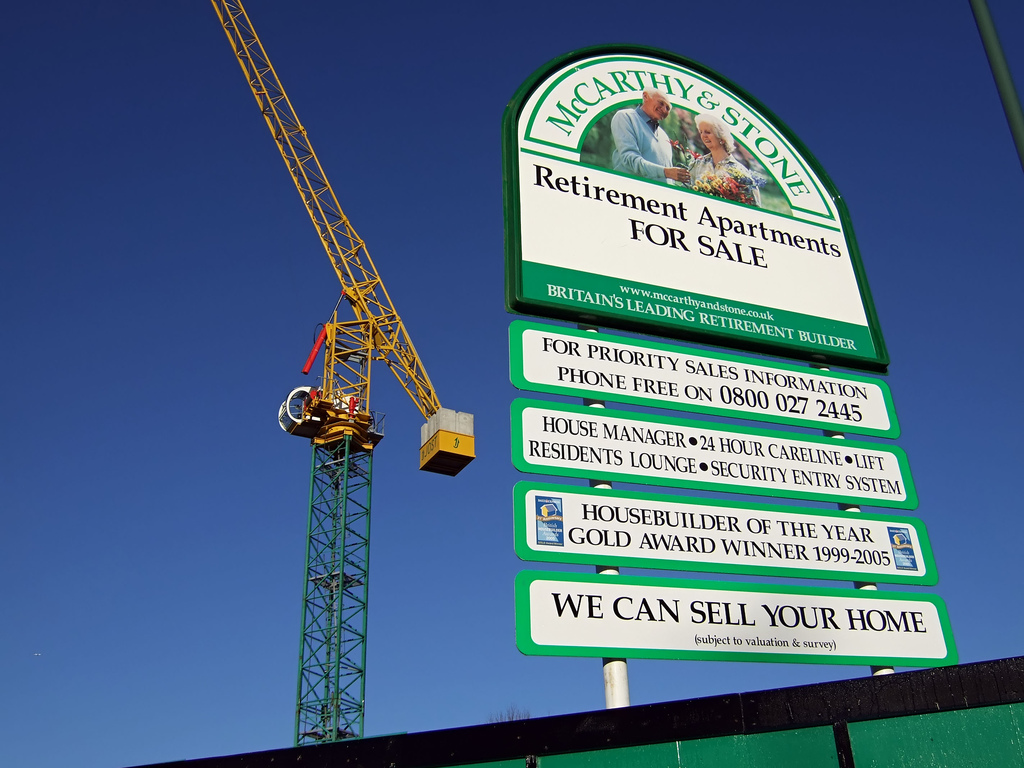 McCARTHY & STONE
Retirement Apartments
FOR SALE
www.mccarthyandstone.co.uk
BRITAIN'S LEADING RETIREMENT BUILDER
FOR PRIORITY SALES INFORMATION
PHONE FREE ON 0800 027 2445
HOUSE MANAGER • 24 HOUR CARELINE • LIFT
RESIDENTS LOUNGE • SECURITY ENTRY SYSTEM
HOUSEBUILDER OF THE YEAR
GOLD AWARD WINNER 1999-2005
WE CAN SELL YOUR HOME
(subject to valuation & survey)